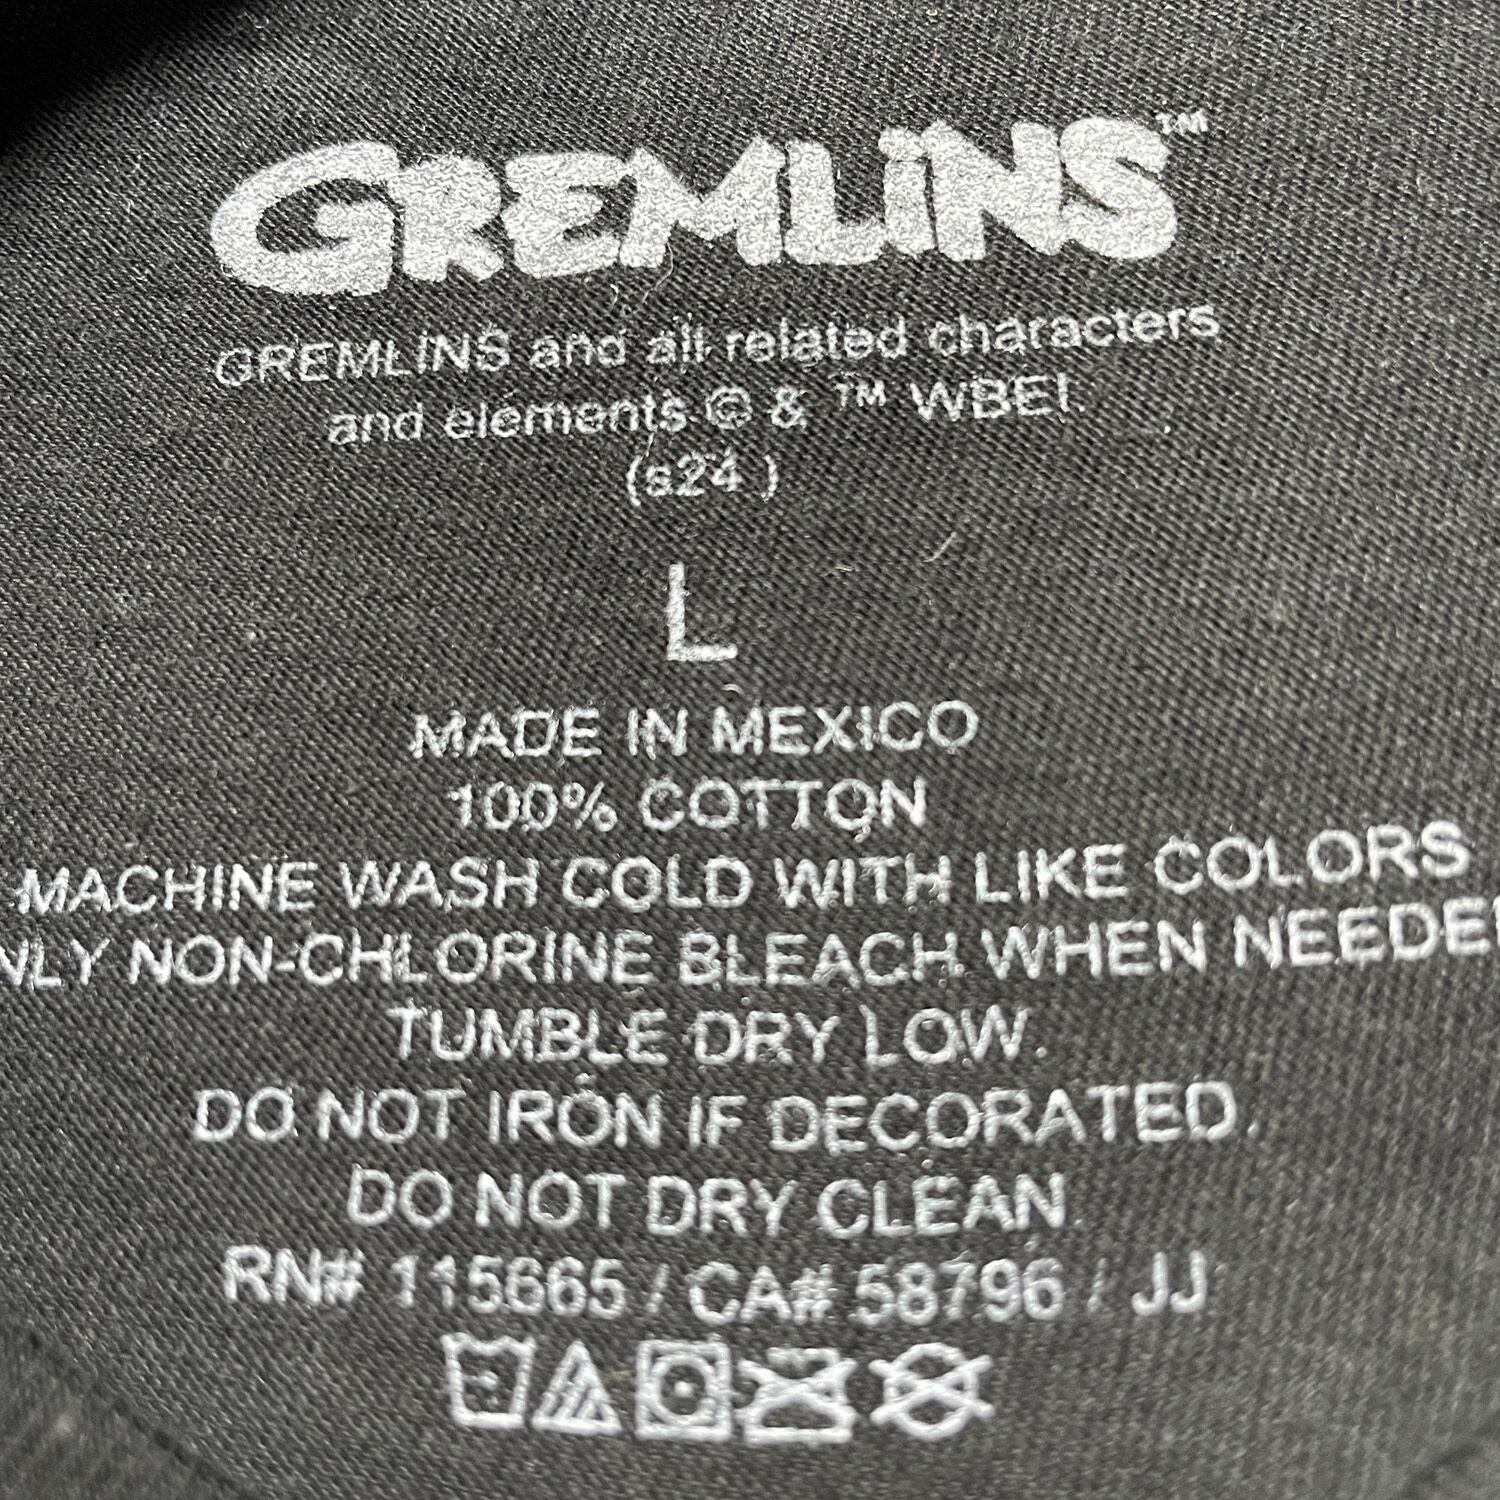 GREMLINS™
GREMLINS and all related characters
and elements © & ™ WBEI.
(s24 )
L
MADE IN MEXICO
100% COTTON
MACHINE WASH COLD WITH LIKE COLORS
NLY NON-CHLORINE BLEACH WHEN NEEDE
TUMBLE DRY LOW.
DO NOT IRON IF DECORATED.
DO NOT DRY CLEAN
RN# 115665 / CA# 58796 / JJ